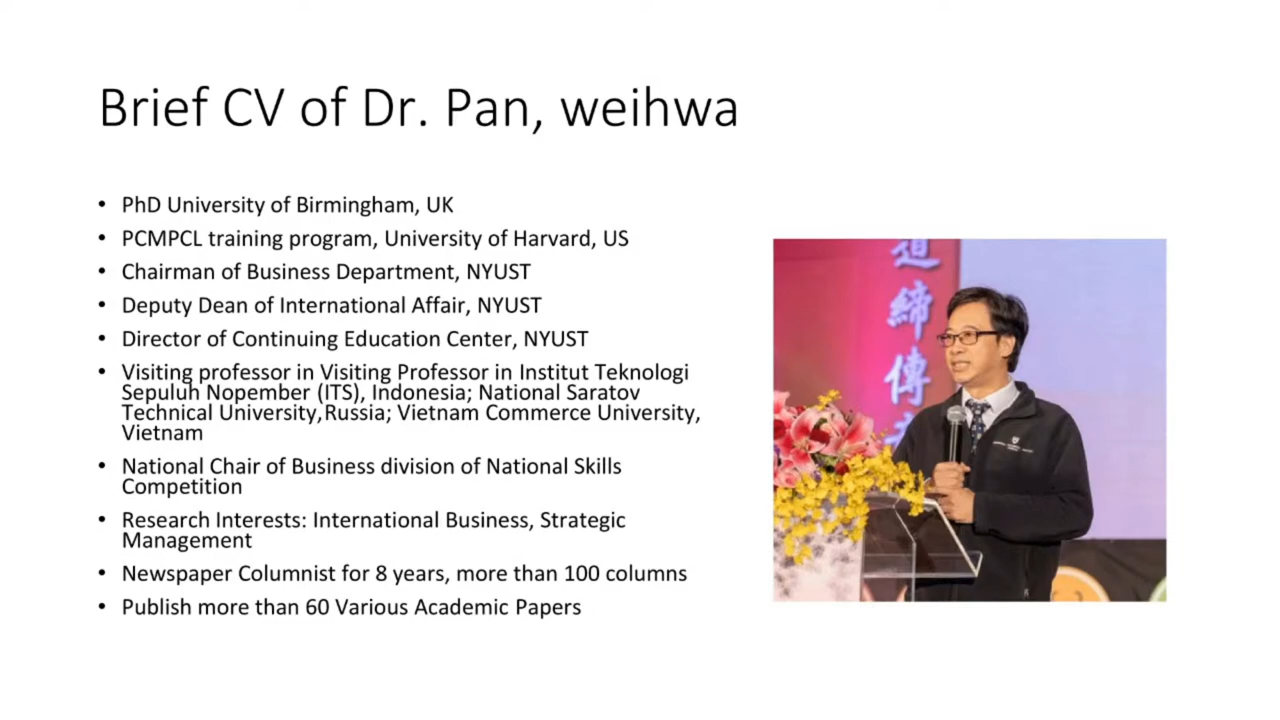 Brief CV of Dr. Pan, weihwa
• PhD University of Birmingham, UK
• PCMPCL training program, University of Harvard, US
• Chairman of Business Department, NYUST
• Deputy Dean of International Affair, NYUST
• Director of Continuing Education Center, NYUST
• Visiting professor in Visiting Professor in Institut Teknologi
Sepuluh Nopember (ITS), Indonesia; National Saratov
Technical University,Russia; Vietnam Commerce University,
Vietnam
• National Chair of Business division of National Skills
Competition
• Research Interests: International Business, Strategic
Management
• Newspaper Columnist for 8 years, more than 100 columns
• Publish more than 60 Various Academic Papers
道締傳